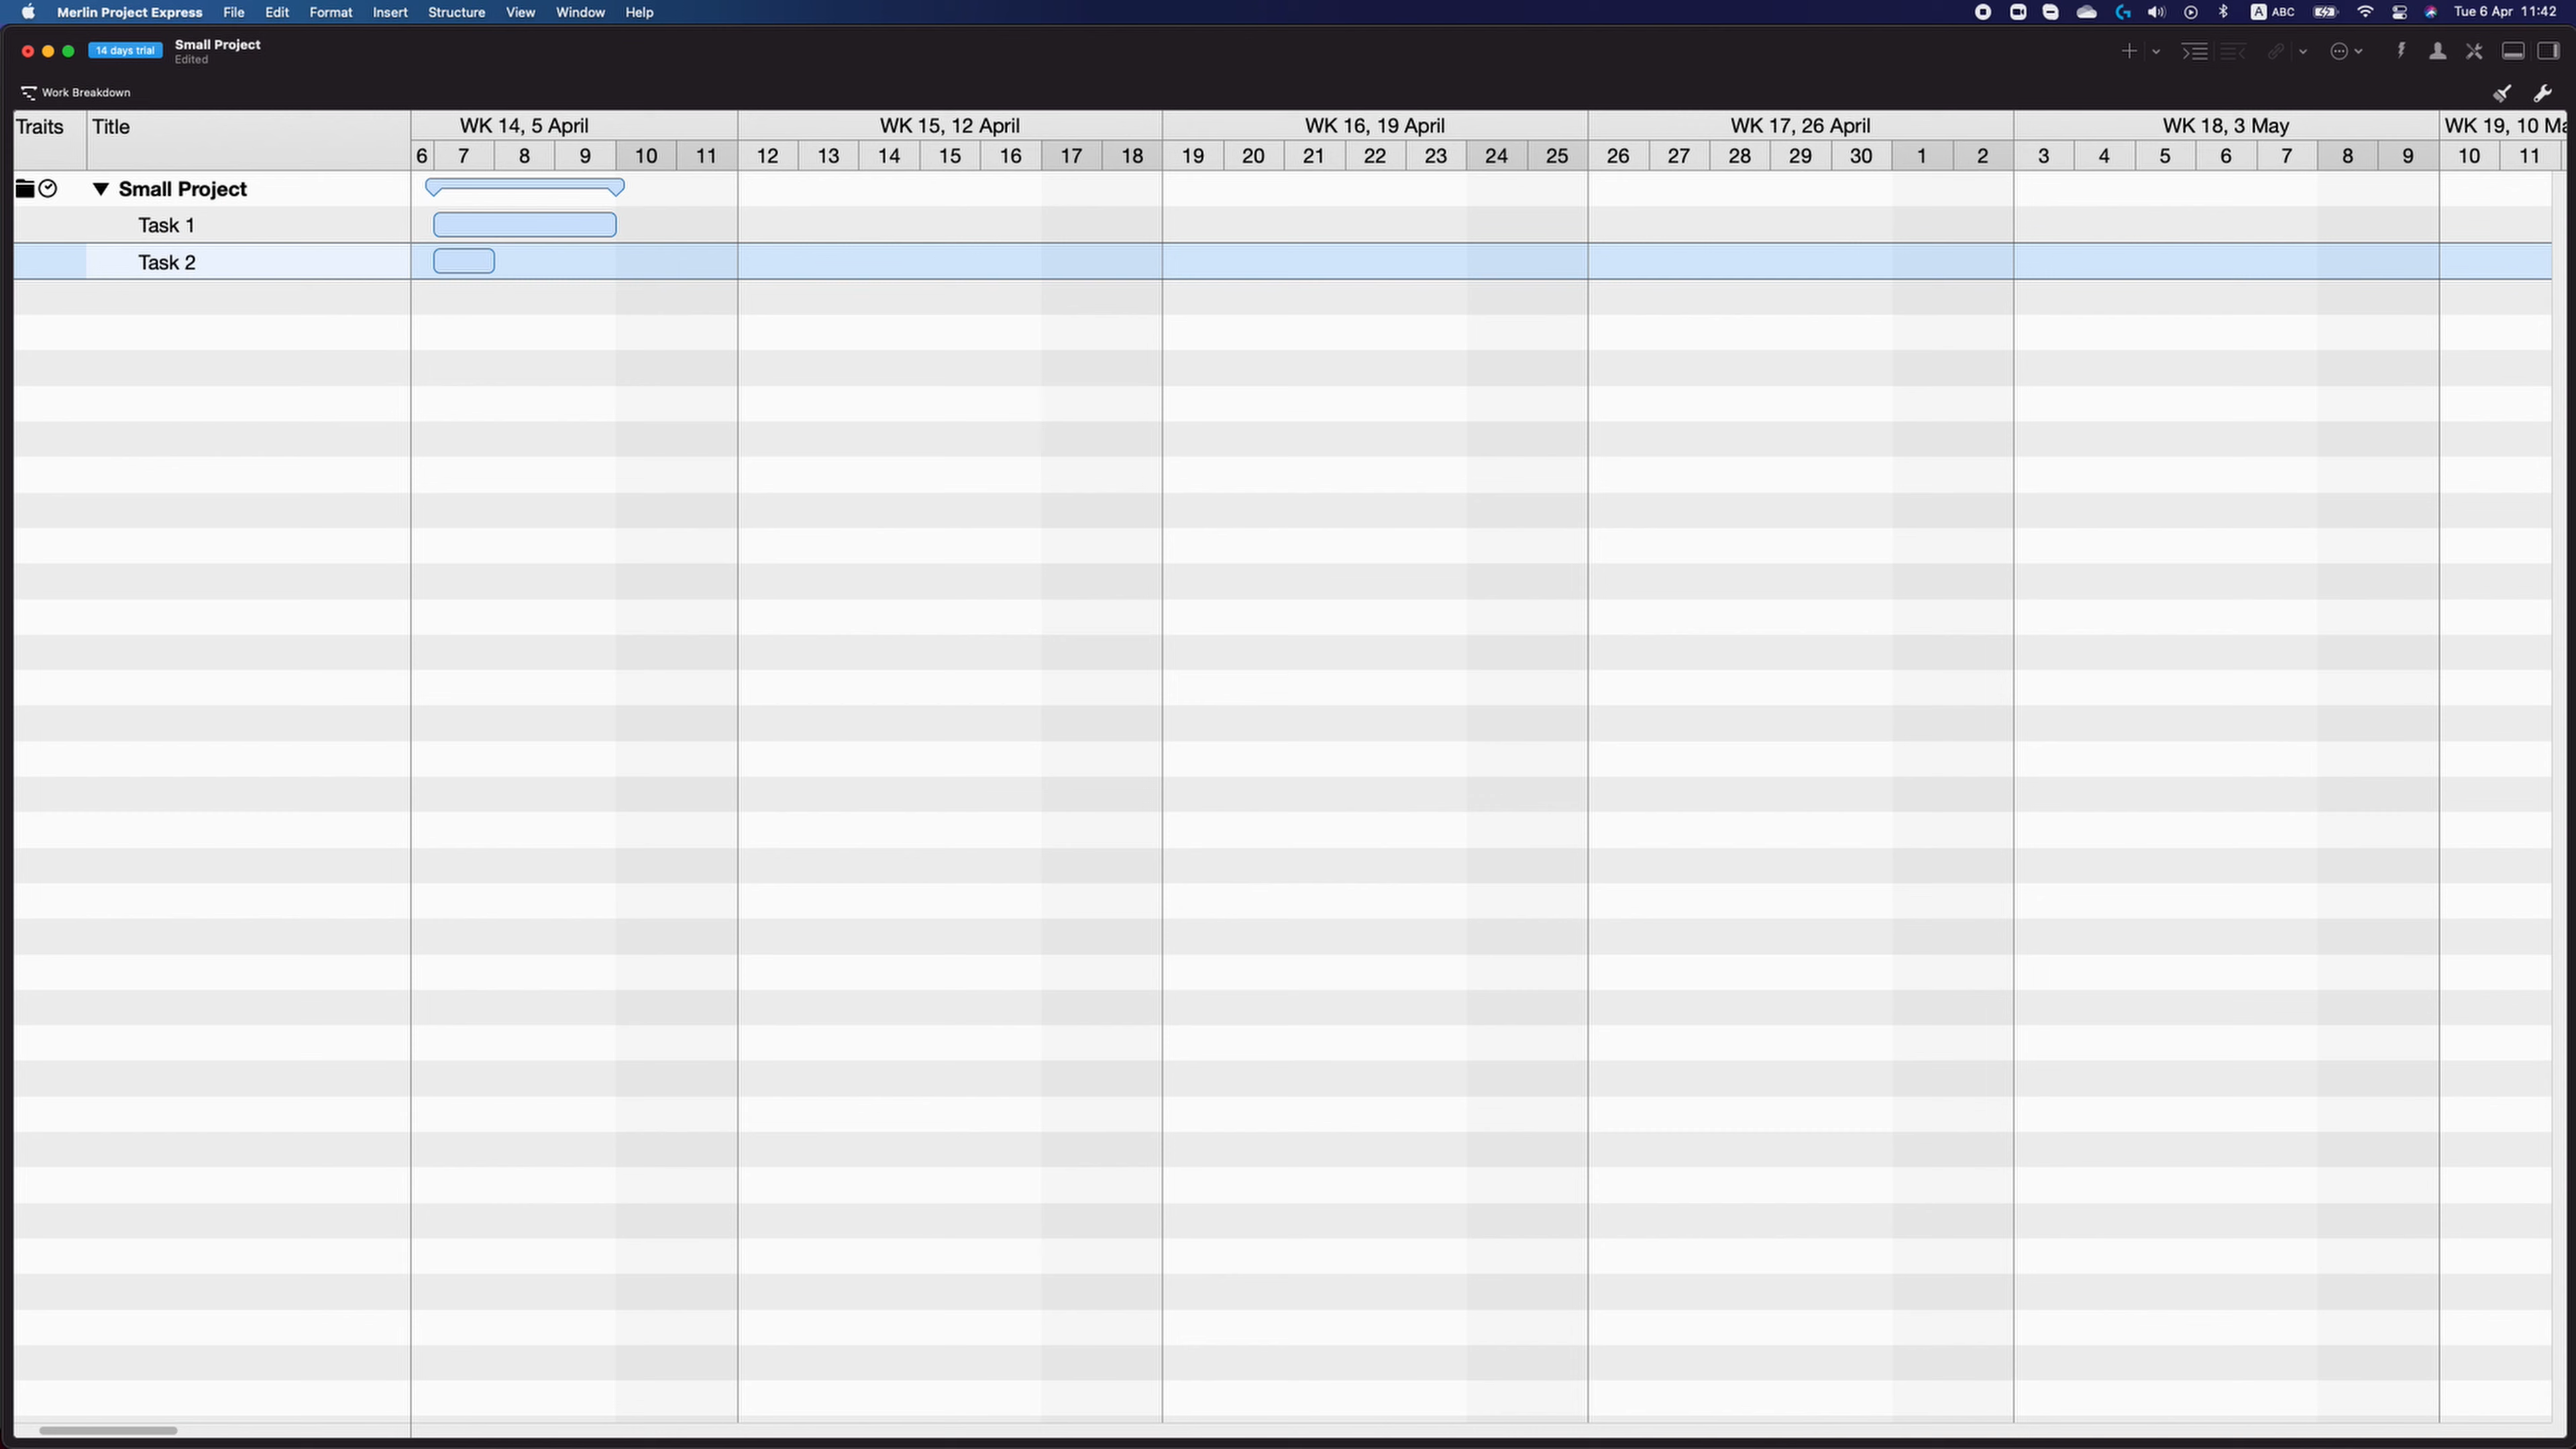 Merlin Project Express File Edit Format Insert Structure View Window Help A ABC Tue 6 Apr 11:42
14 days trial Small Project
Edited
Work Breakdown
Traits Title WK 14, 5 April WK 15, 12 April WK 16, 19 April WK 17, 26 April WK 18, 3 May WK 19, 10 Ma
6 7 8 9 10 11 12 13 14 15 16 17 18 19 20 21 22 23 24 25 26 27 28 29 30 1 2 3 4 5 6 7 8 9 10 11
Small Project
Task 1
Task 2